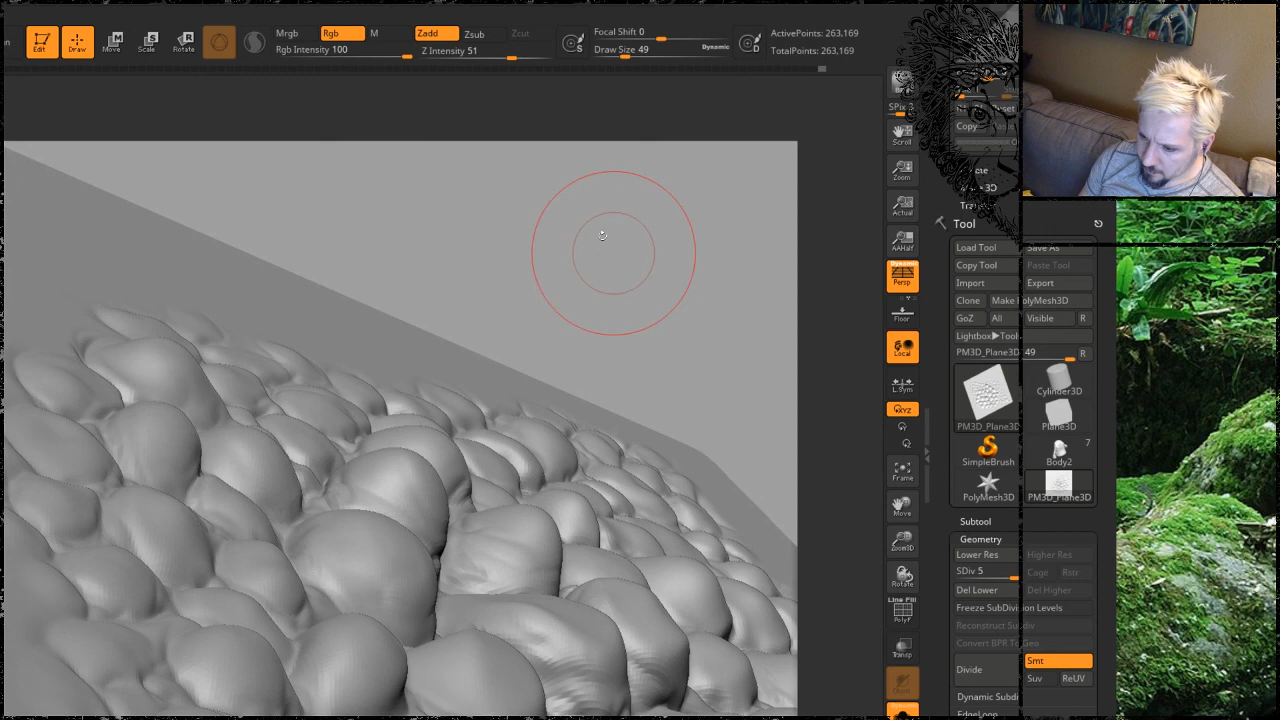 Edit
Draw
Move
Scale
Rotate
Mrgb
Rgb
M
Rgb Intensity 100
Zadd
Zsub
Zcut
Z Intensity 51
S
Focal Shift 0
Draw Size 49
Dynamic
D
ActivePoints: 263,169
TotalPoints: 263,169
SPix 3
Scroll
Zoom
Actual
AAHalf
Dynamic
Persp
Floor
Local
L.Sym
XYZ
Frame
Move
Zoom3D
Rotate
Line Fill
PolyF
Transp
Copy
Tool
Load Tool
Save As
Copy Tool
Paste Tool
Import
Export
Clone
Make PolyMesh3D
GoZ
All
Visible
R
Lightbox▶Tool
PM3D_Plane3D 49
R
PM3D_Plane3D
Cylinder3D
Plane3D
SimpleBrush
Body2
7
PolyMesh3D
PM3D_Plane3D
Subtool
Geometry
Lower Res
Higher Res
SDiv 5
Cage
Rstr
Del Lower
Del Higher
Freeze SubDivision Levels
Reconstruct Subdiv
Convert BPR To Geo
Divide
Smt
Suv
ReUV
Dynamic Subdiv
EdgeLoop